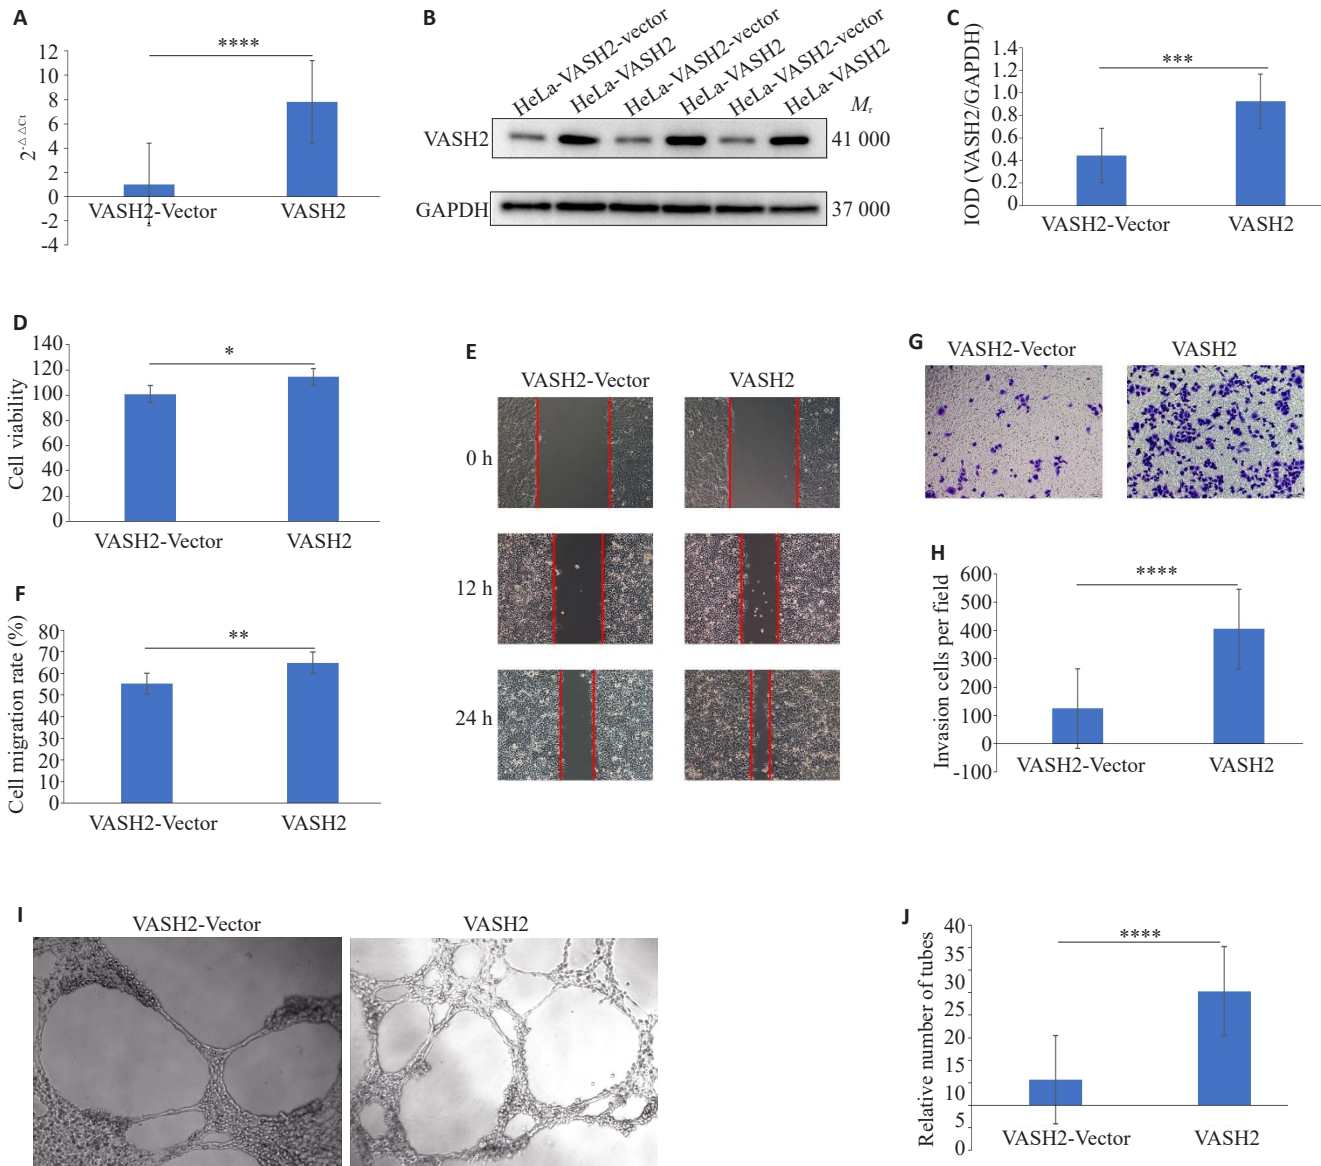 A
****
12
10
8
6
4
2
0
-2
-4
2-△△Ct
VASH2-Vector
VASH2
B
HeLa-VASH2-vector
HeLa-VASH2
HeLa-VASH2-vector
HeLa-VASH2
HeLa-VASH2-vector
HeLa-VASH2
Mr
VASH2
41 000
GAPDH
37 000
C
***
1.4
1.2
1.0
0.8
0.6
0.4
0.2
0
IOD (VASH2/GAPDH)
VASH2-Vector
VASH2
D
*
140
120
100
80
60
40
20
0
Cell viability
VASH2-Vector
VASH2
E
VASH2-Vector
VASH2
0 h
12 h
24 h
F
**
80
70
60
50
40
30
20
10
0
Cell migration rate (%)
VASH2-Vector
VASH2
G
VASH2-Vector
VASH2
H
****
600
500
400
300
200
100
0
-100
Invasion cells per field
VASH2-Vector
VASH2
I
VASH2-Vector
VASH2
J
****
40
35
30
20
20
15
10
5
0
Relative number of tubes
VASH2-Vector
VASH2